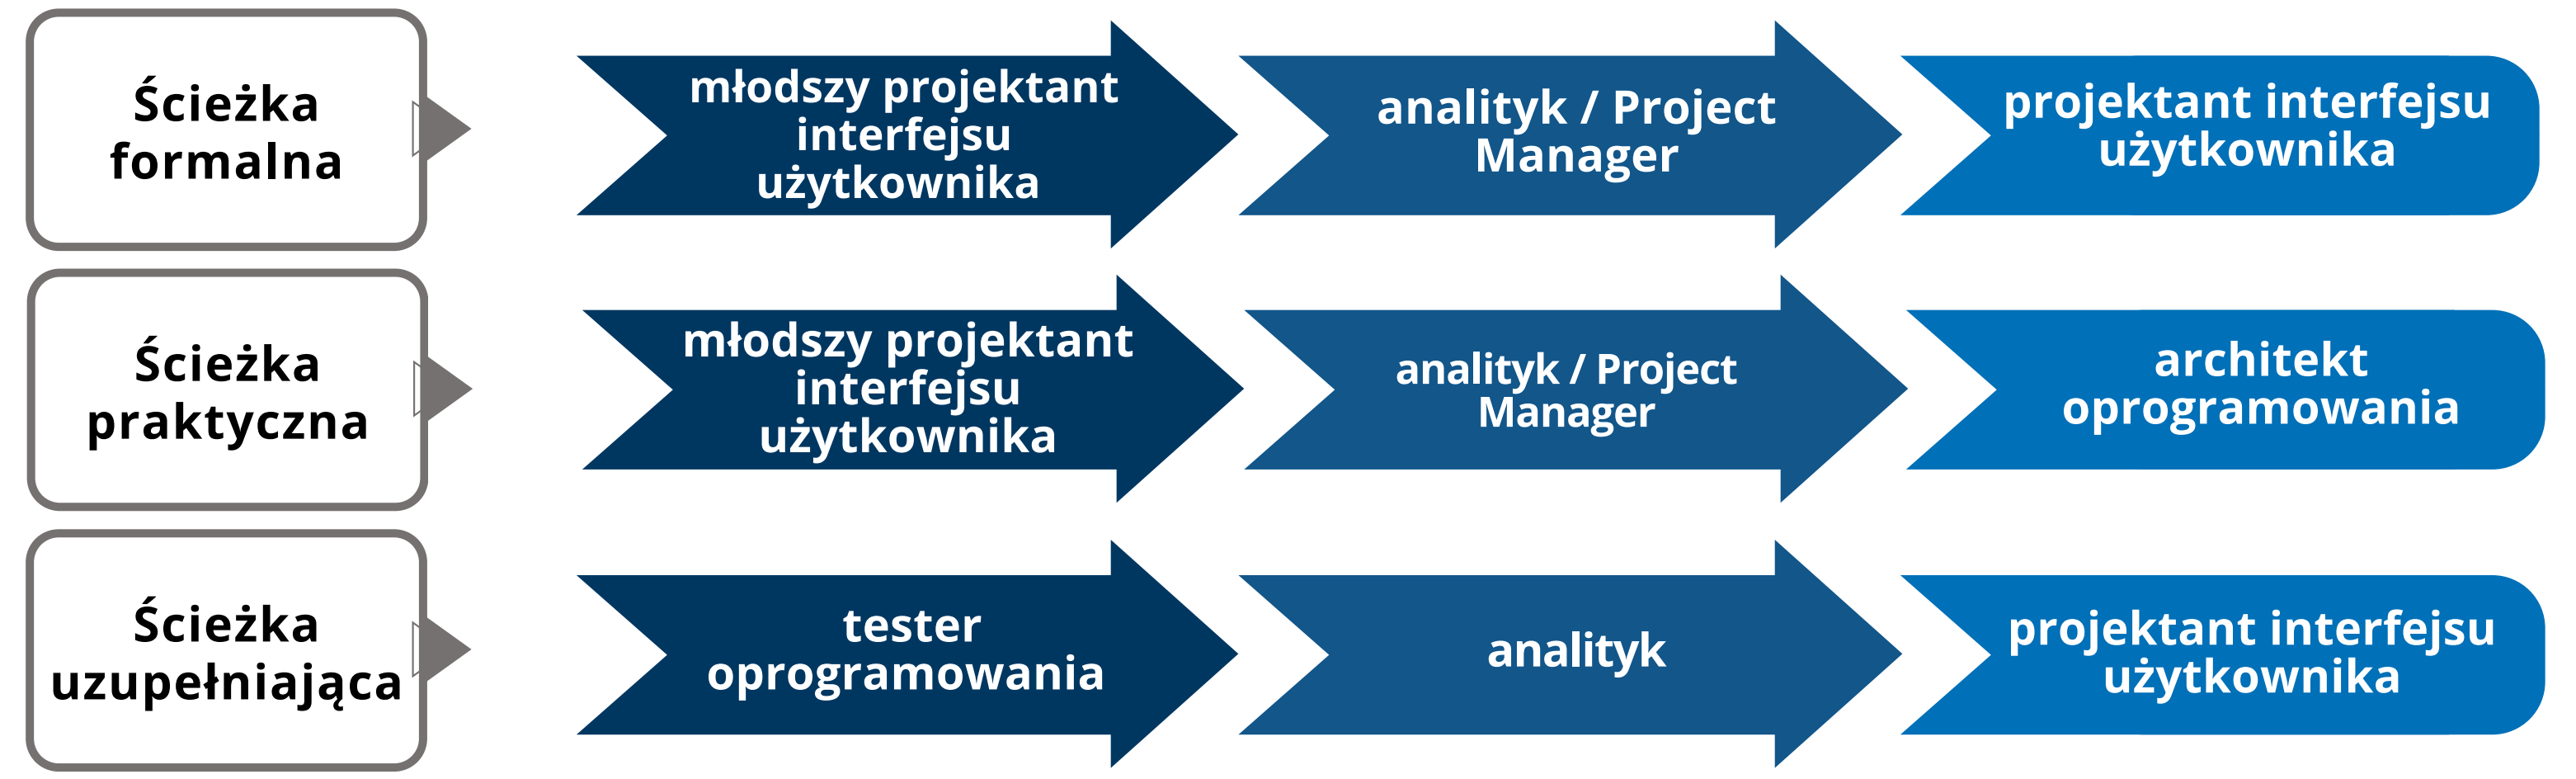 Ścieżka
formalna
młodszy projektant
interfejsu
użytkownika
analityk / Project
Manager
projektant interfejsu
użytkownika
Ścieżka
praktyczna
młodszy projektant
interfejsu
użytkownika
analityk / Project
Manager
architekt
oprogramowania
Ścieżka
uzupełniająca
tester
oprogramowania
analityk
projektant interfejsu
użytkownika